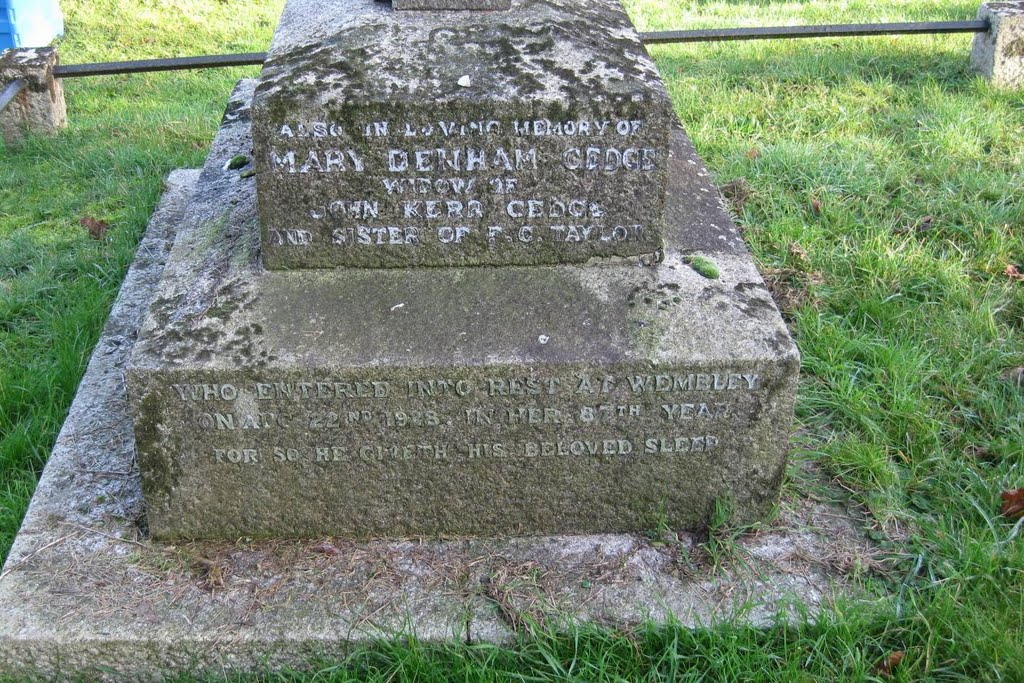 ALSO IN LOVING MEMORY OF
MARY DENHAM GEDGE
WIDOW OF
JOHN KERR GEDGE
AND SISTER OF F. C. TAYLOR
WHO ENTERED INTO REST AT WEMBLEY
ON AUG 22ND 1928. IN HER 87TH YEAR.
FOR SO HE GIVETH HIS BELOVED SLEEP